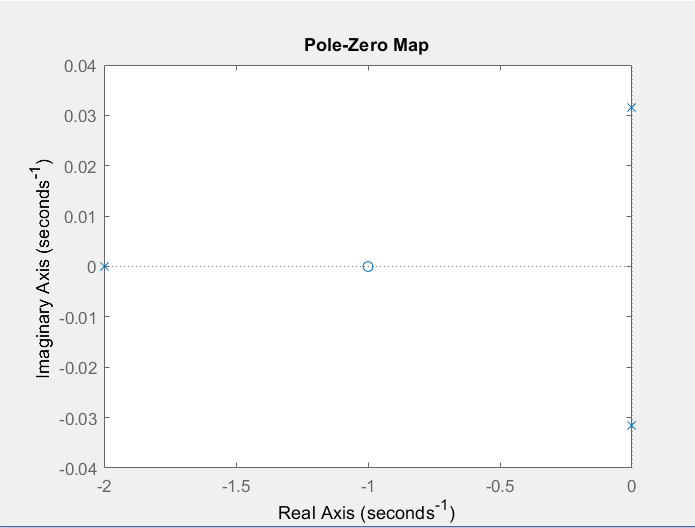 Pole-Zero Map
0.04
0.03
0.02
0.01
0
-0.01
-0.02
-0.03
-0.04
Imaginary Axis (seconds⁻¹)
-2 -1.5 -1 -0.5 0
Real Axis (seconds⁻¹)